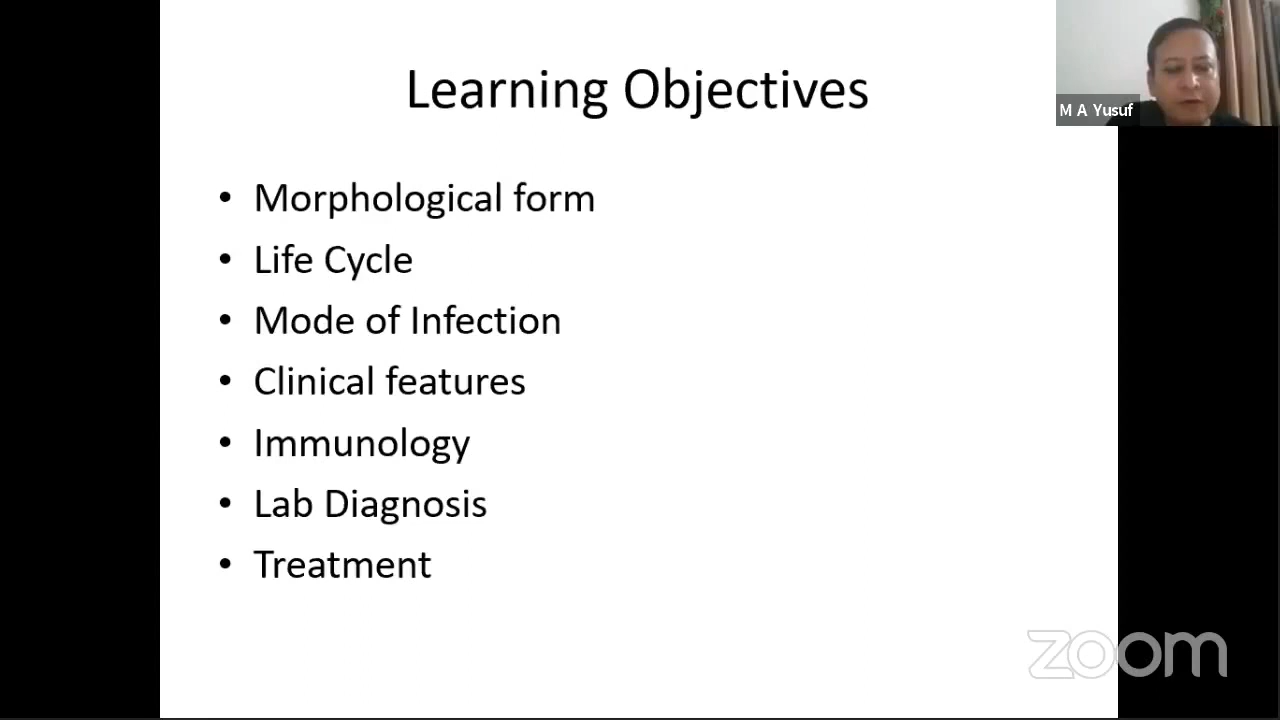 Learning Objectives
M A Yusuf
• Morphological form
• Life Cycle
• Mode of Infection
• Clinical features
• Immunology
• Lab Diagnosis
• Treatment
zoom